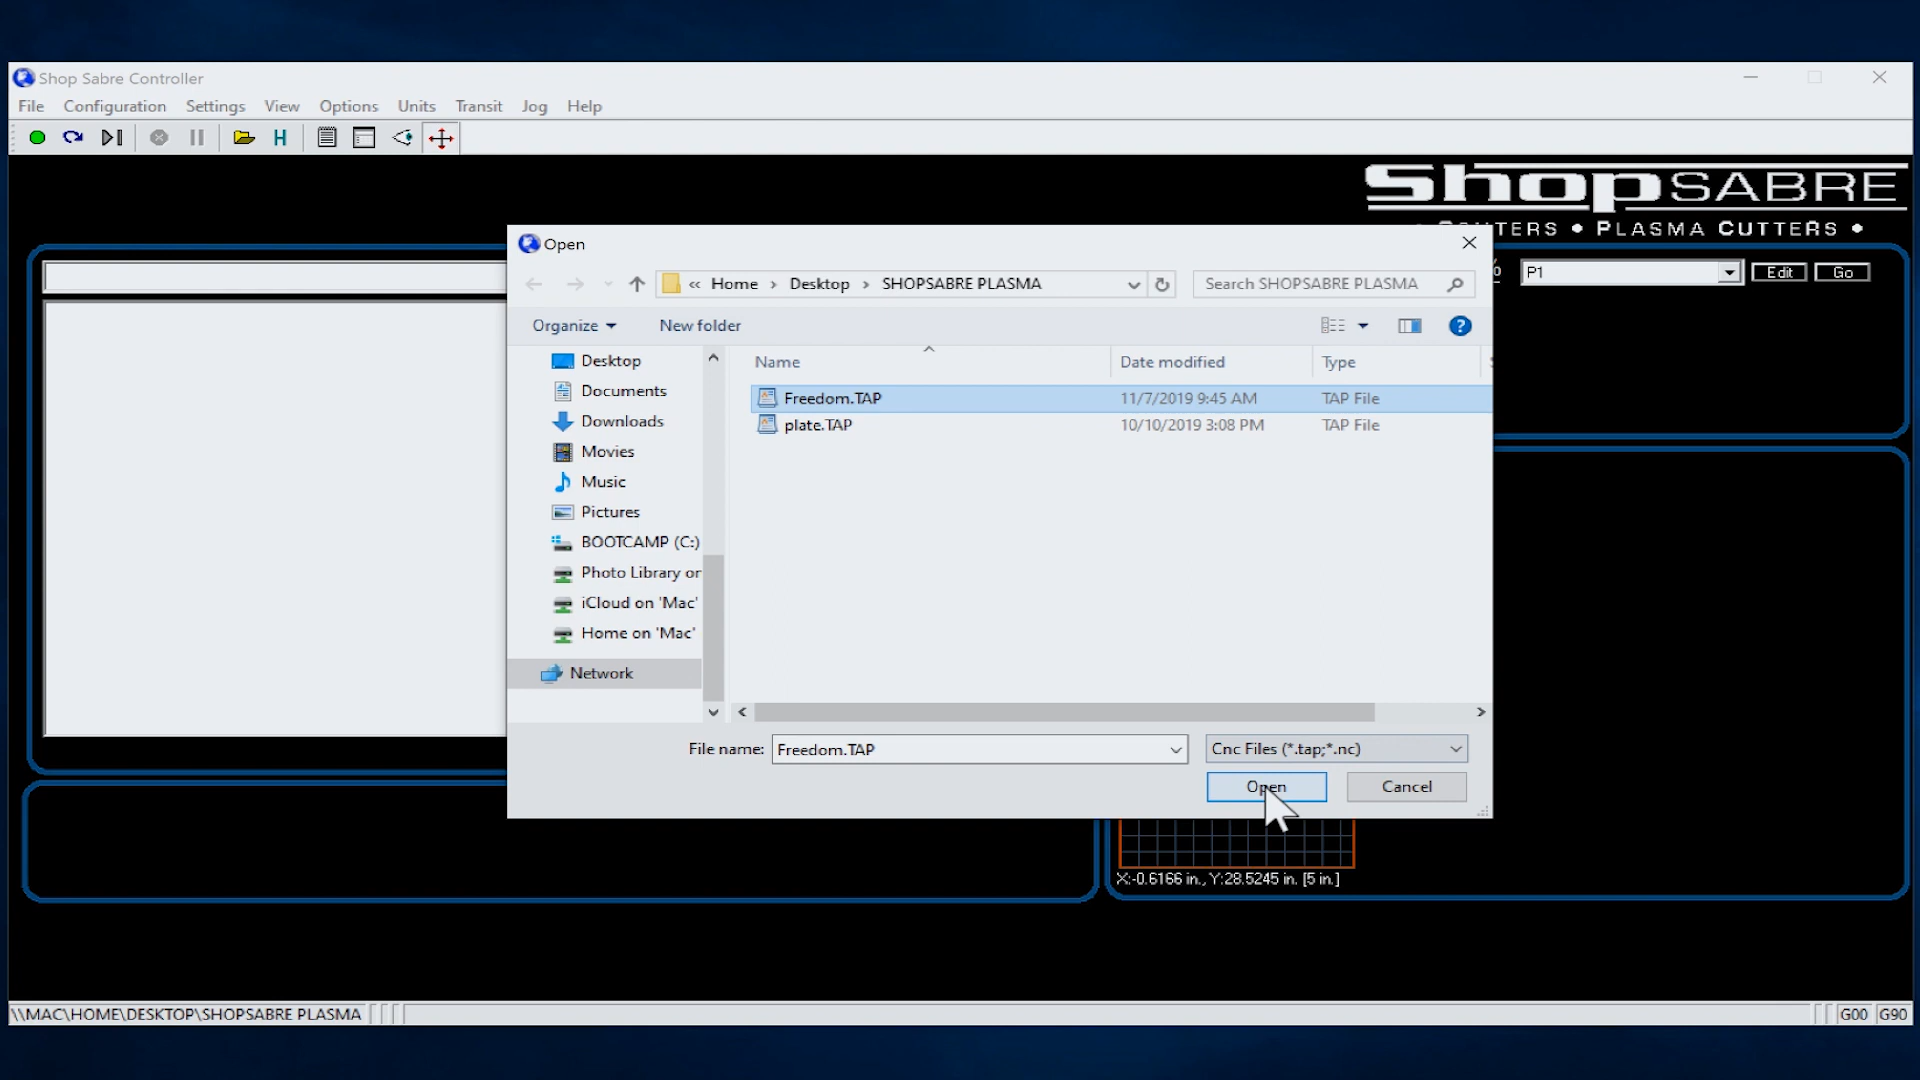 Shop Sabre Controller
File Configuration Settings View Options Units Transit Jog Help
H
ShopSABRE
TERS • PLASMA CUTTERS •
Open
« Home › Desktop › SHOPSABRE PLASMA
Search SHOPSABRE PLASMA
P1
Edit
Go
Organize
New folder
?
Name Date modified Type
Freedom.TAP 11/7/2019 9:45 AM TAP File
plate.TAP 10/10/2019 3:08 PM TAP File
Desktop
Documents
Downloads
Movies
Music
Pictures
BOOTCAMP (C:)
Photo Library or
iCloud on 'Mac'
Home on 'Mac'
Network
File name: Freedom.TAP
Cnc Files (*.tap;*.nc)
Open
Cancel
X:-0.6166 in., Y:28.5245 in. [5 in.]
\\MAC\HOME\DESKTOP\SHOPSABRE PLASMA
G00 G90